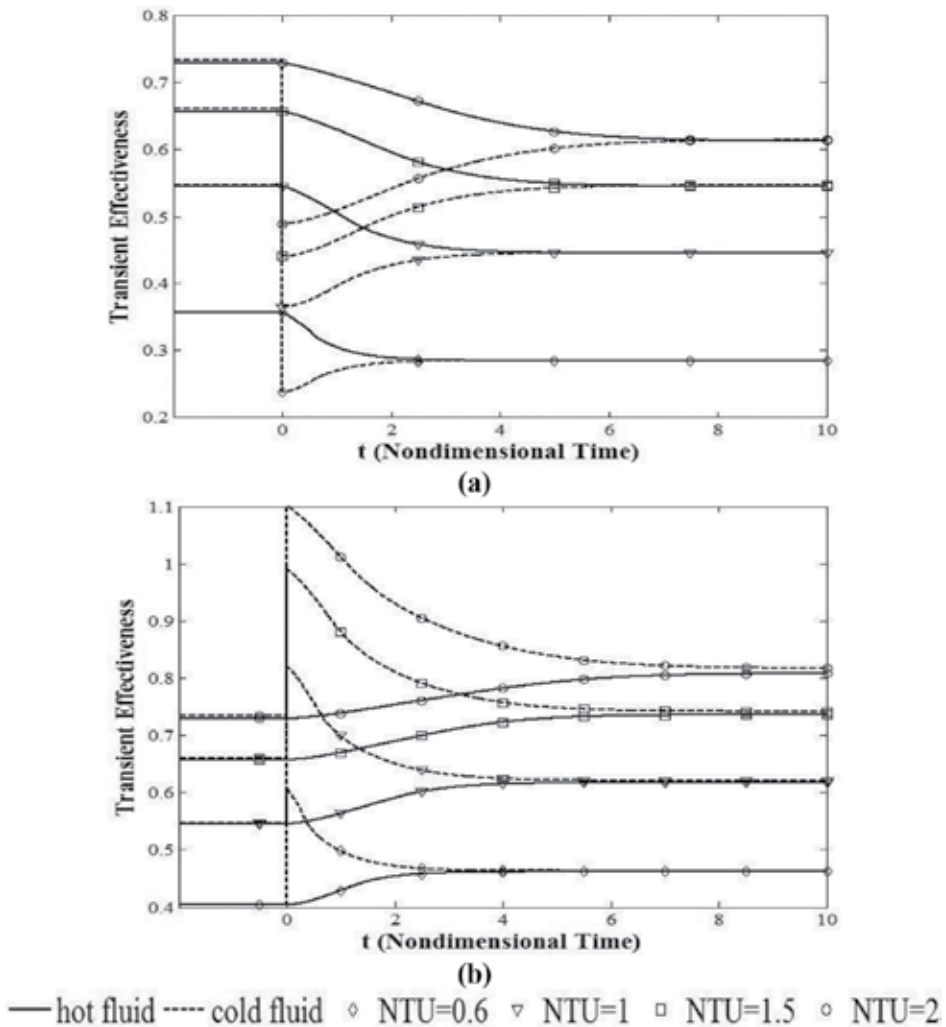 0.8
0.7
0.6
0.5
0.4
0.3
0.2
Transient Effectiveness
0 2 4 6 8 10
t (Nondimensional Time)
(a)
1.1
1
0.9
0.8
0.7
0.6
0.5
0.4
Transient Effectiveness
0 2 4 6 8 10
t (Nondimensional Time)
(b)
hot fluid cold fluid NTU=0.6 NTU=1 NTU=1.5 NTU=2